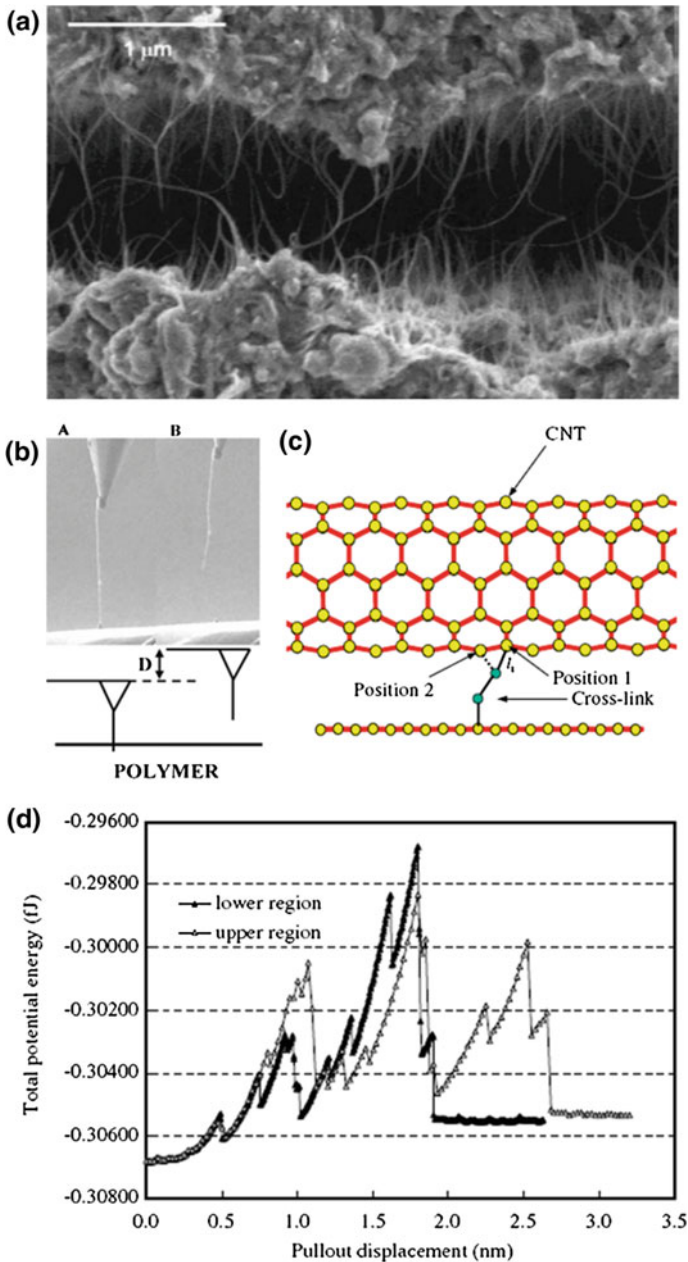 (a)
1 µm
(b)
A B
D
POLYMER
(c)
CNT
Position 2
l₁
Position 1
Cross-link
(d)
Total potential energy (fJ)
-0.29600
-0.29800
-0.30000
-0.30200
-0.30400
-0.30600
-0.30800
lower region
upper region
0.0 0.5 1.0 1.5 2.0 2.5 3.0 3.5
Pullout displacement (nm)